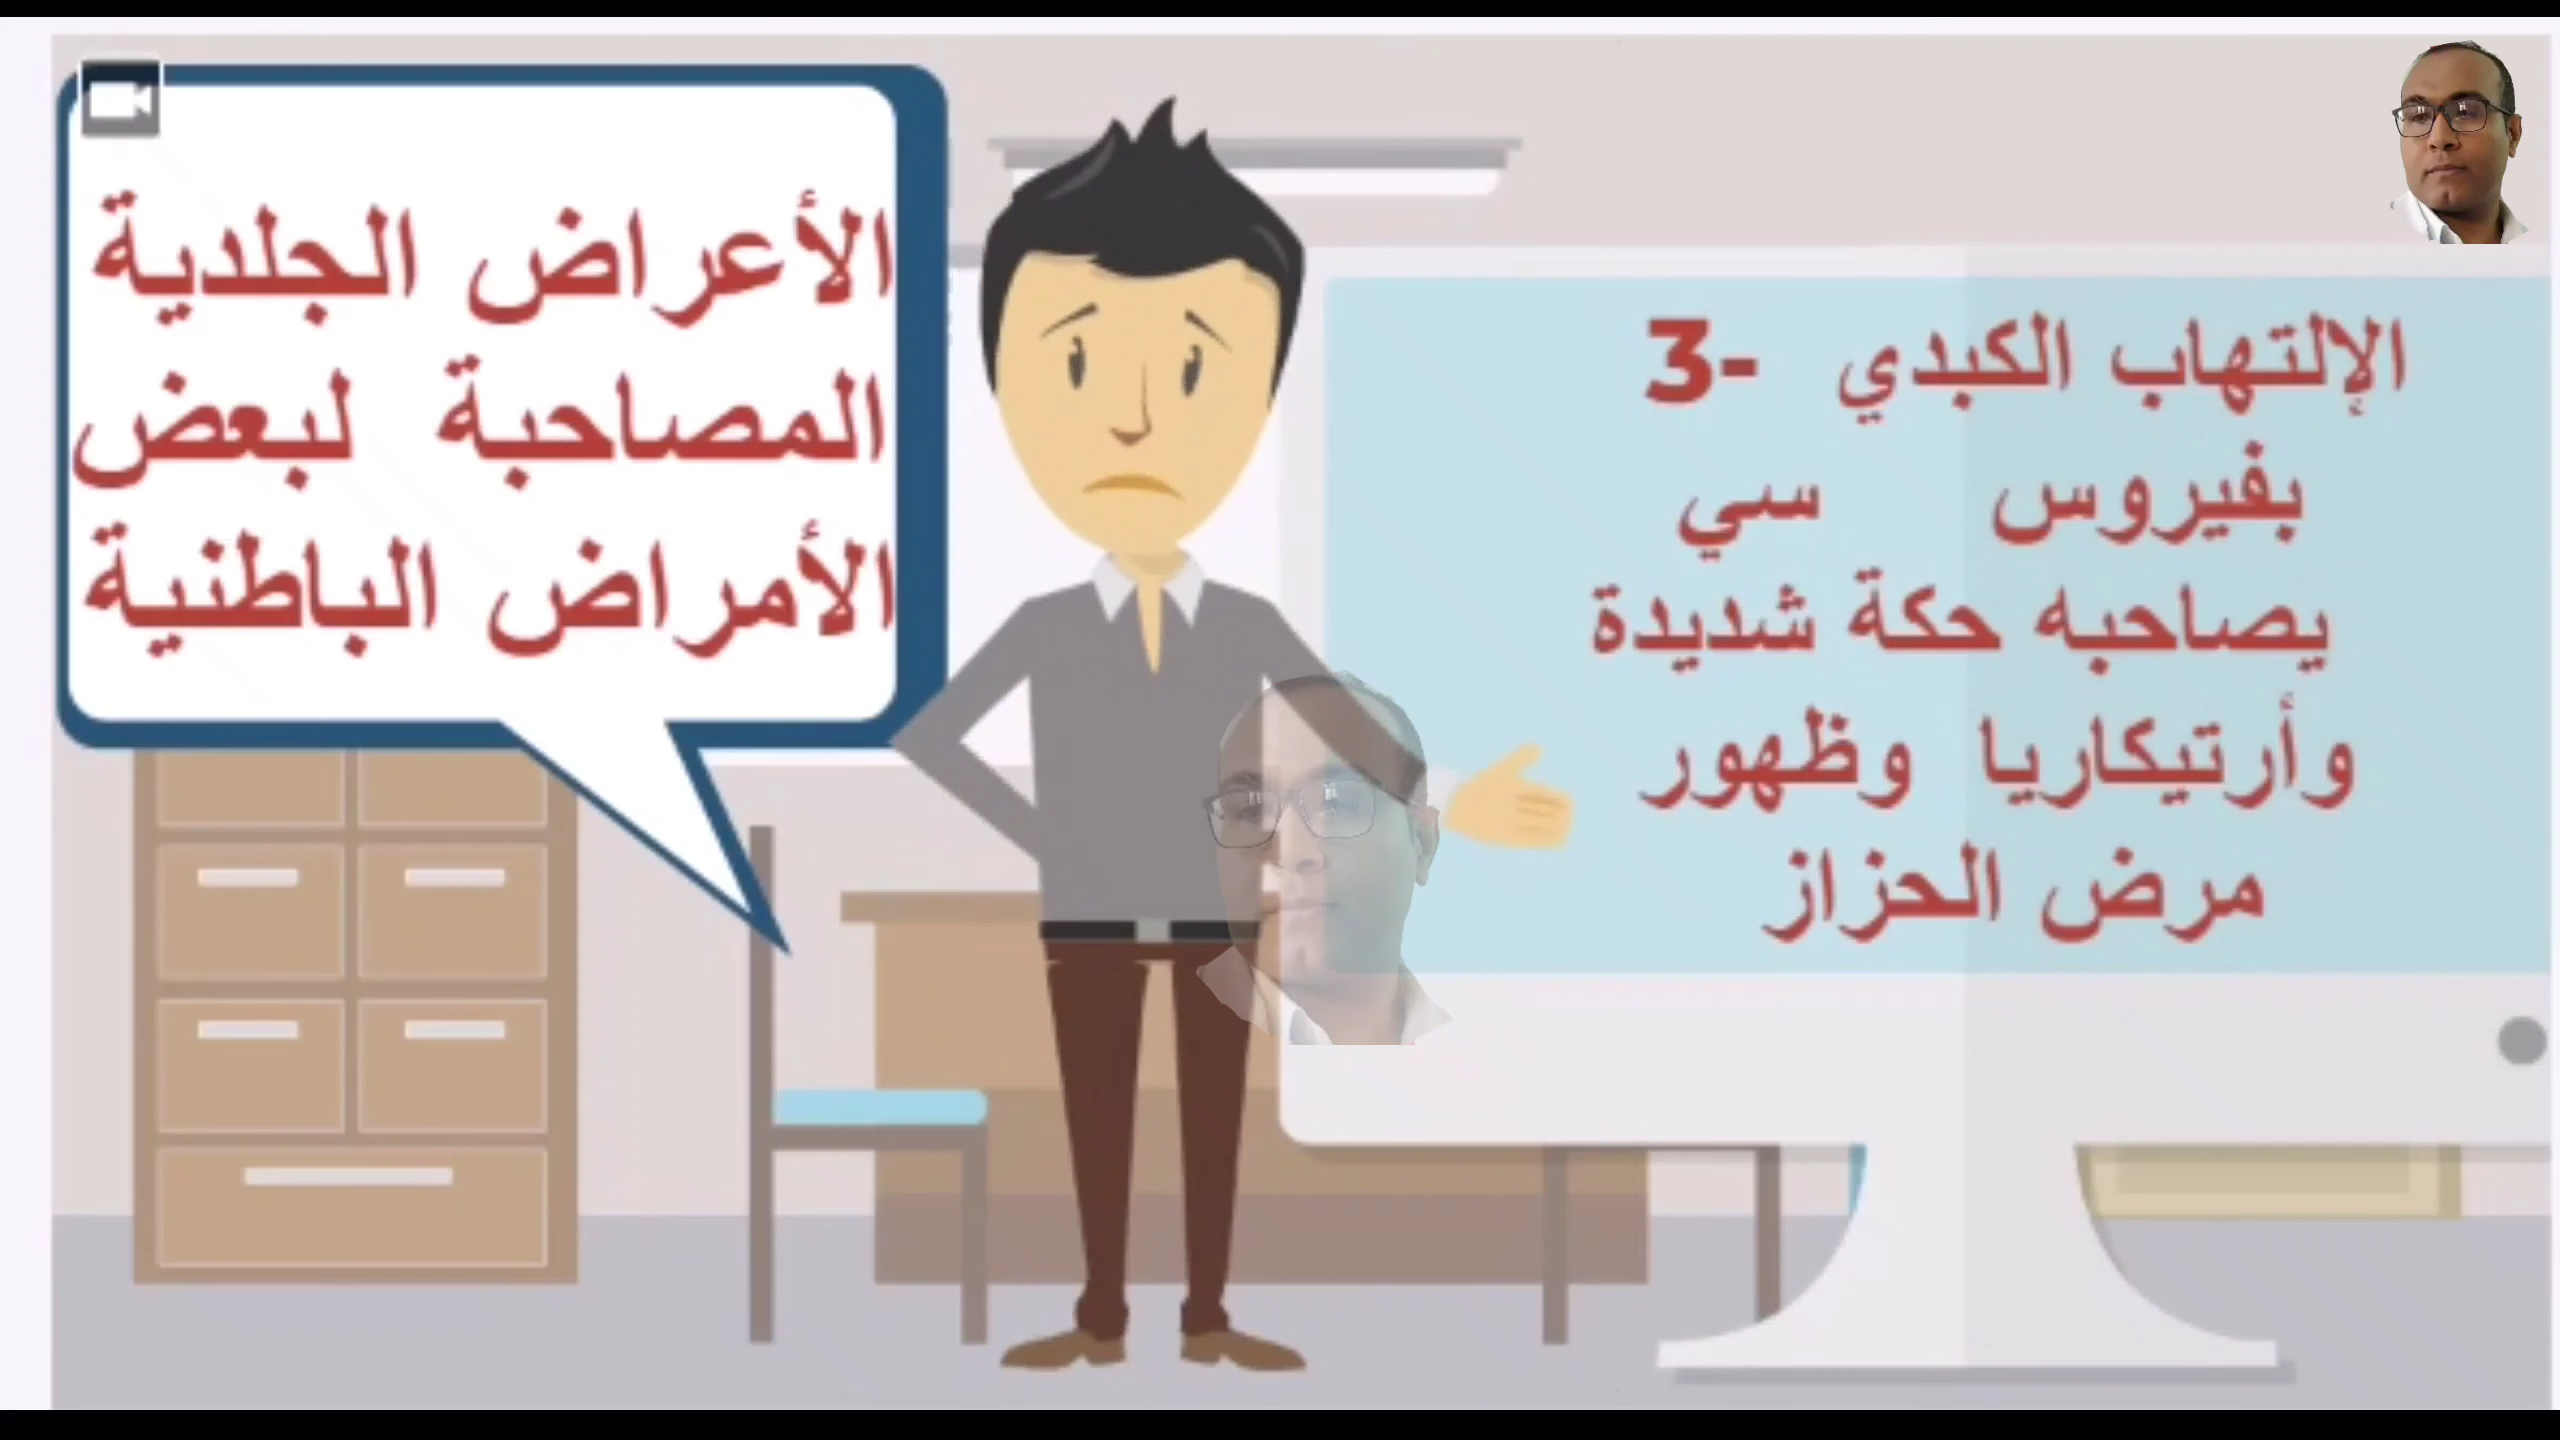 الأعراض الجلدية
المصاحبة لبعض
الأمراض الباطنية
3- الإلتهاب الكبدي
بفيروس سي
يصاحبه حكة شديدة
وأرتيكاريا وظهور
مرض الحزاز